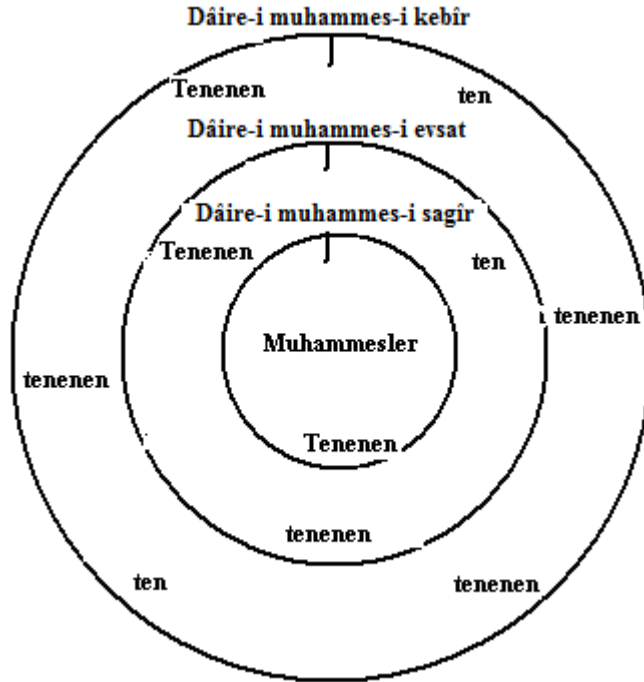 Dâire-i muhammes-i kebîr
Tenenen
ten
Dâire-i muhammes-i evsat
Dâire-i muhammes-i sagîr
Tenenen
ten
tenenen
Muhammesler
tenenen
Tenenen
tenenen
ten
tenenen